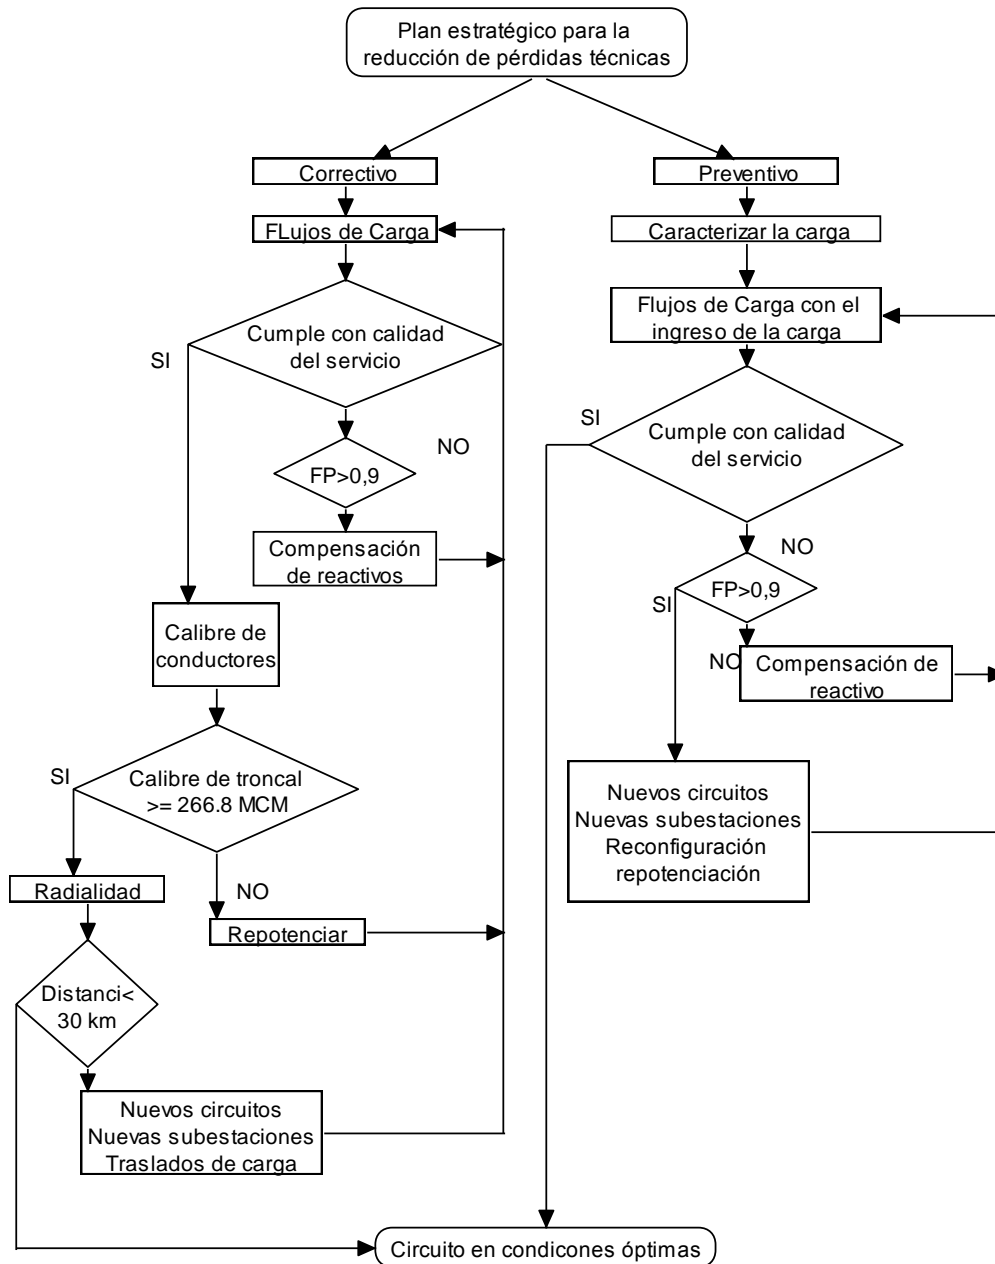 Plan estratégico para la
reducción de pérdidas técnicas
Correctivo
Preventivo
FLujos de Carga
Caracterizar la carga
Flujos de Carga con el
ingreso de la carga
Cumple con calidad
del servicio
SI
NO
FP>0,9
Compensación
de reactivos
SI
Cumple con calidad
del servicio
NO
FP>0,9
SI
NO
Compensación de
reactivo
Calibre de
conductores
SI
Calibre de troncal
>= 266.8 MCM
NO
Nuevos circuitos
Nuevas subestaciones
Reconfiguración
repotenciación
Radialidad
Repotenciar
Distanci<
30 km
Nuevos circuitos
Nuevas subestaciones
Traslados de carga
Circuito en condicones óptimas